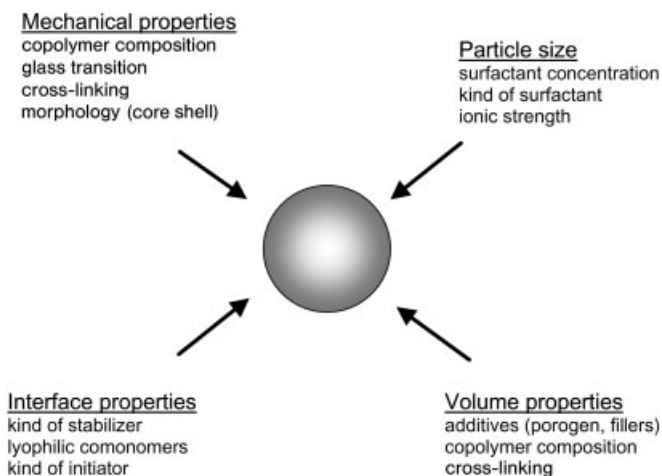 Mechanical properties
copolymer composition
glass transition
cross-linking
morphology (core shell)
Particle size
surfactant concentration
kind of surfactant
ionic strength
Interface properties
kind of stabilizer
lyophilic comonomers
kind of initiator
Volume properties
additives (porogen, fillers)
copolymer composition
cross-linking